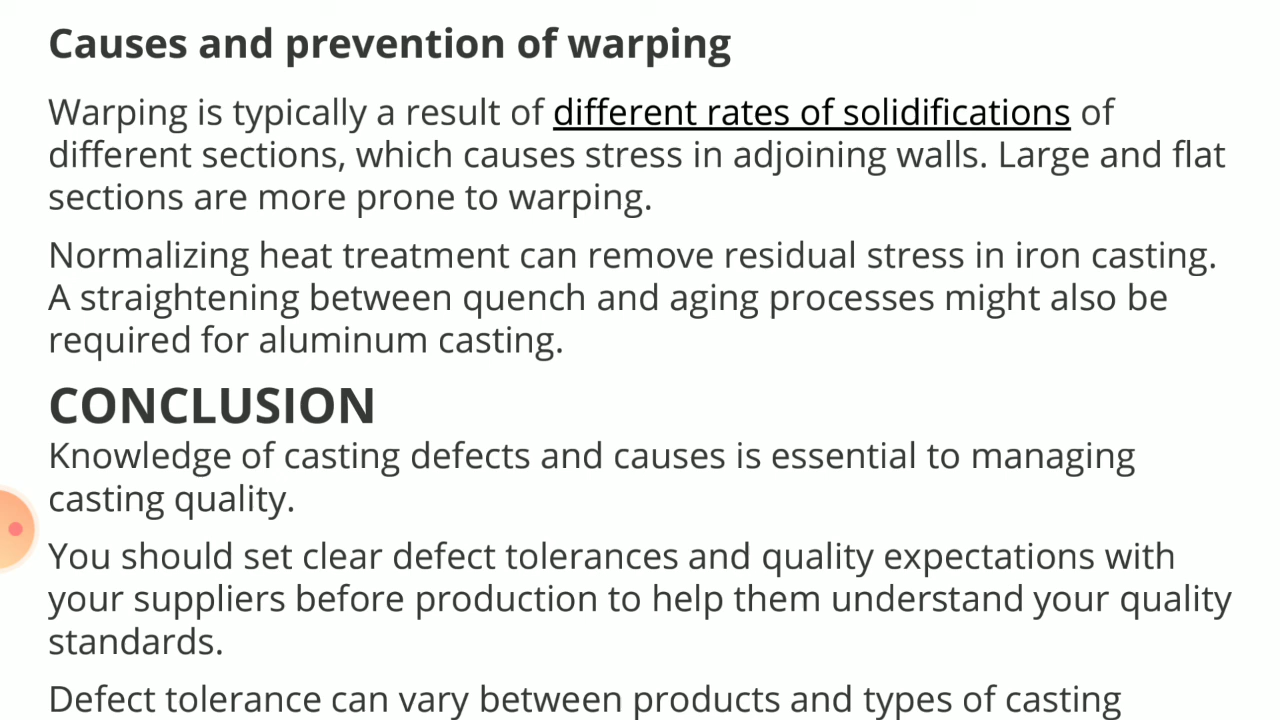 Causes and prevention of warping
Warping is typically a result of different rates of solidifications of
different sections, which causes stress in adjoining walls. Large and flat
sections are more prone to warping.
Normalizing heat treatment can remove residual stress in iron casting.
A straightening between quench and aging processes might also be
required for aluminum casting.
CONCLUSION
Knowledge of casting defects and causes is essential to managing
casting quality.
You should set clear defect tolerances and quality expectations with
your suppliers before production to help them understand your quality
standards.
Defect tolerance can vary between products and types of casting